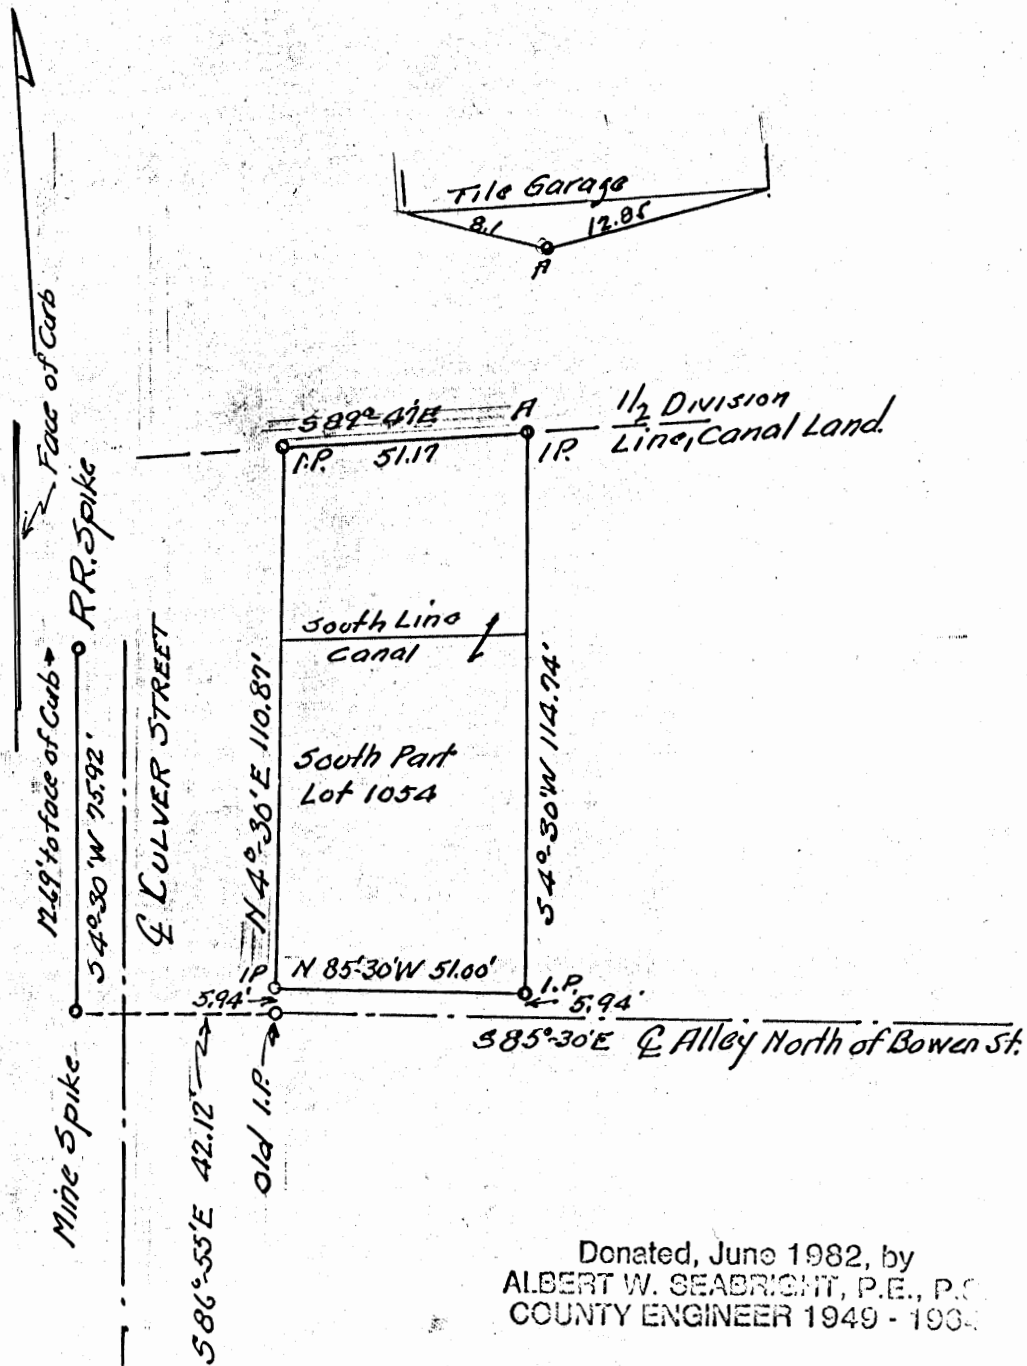 Tile Garage
8.1
12.85
A
Face of Curb
S 89°-47'E
A
1/2 Division
Line, Canal Land.
I.P.
51.17
I.P.
RR. Spike
South Line
Canal
12.69' to face of Curb
S 4°-30'W 75.92'
℄ CULVER STREET
N 4°-30'E 110.87'
S 4°-30'W 114.74'
South Part
Lot 1054
I.P.
N 85°-30'W 51.00'
I.P.
5.94'
5.94'
S 85°-30'E ℄ Alley North of Bowen St.
Mine Spike
S 86°-55'E 42.12'
Old I.P.
Donated, June 1982, by
ALBERT W. SEABRIGHT, P.E., P.S.
COUNTY ENGINEER 1949 -